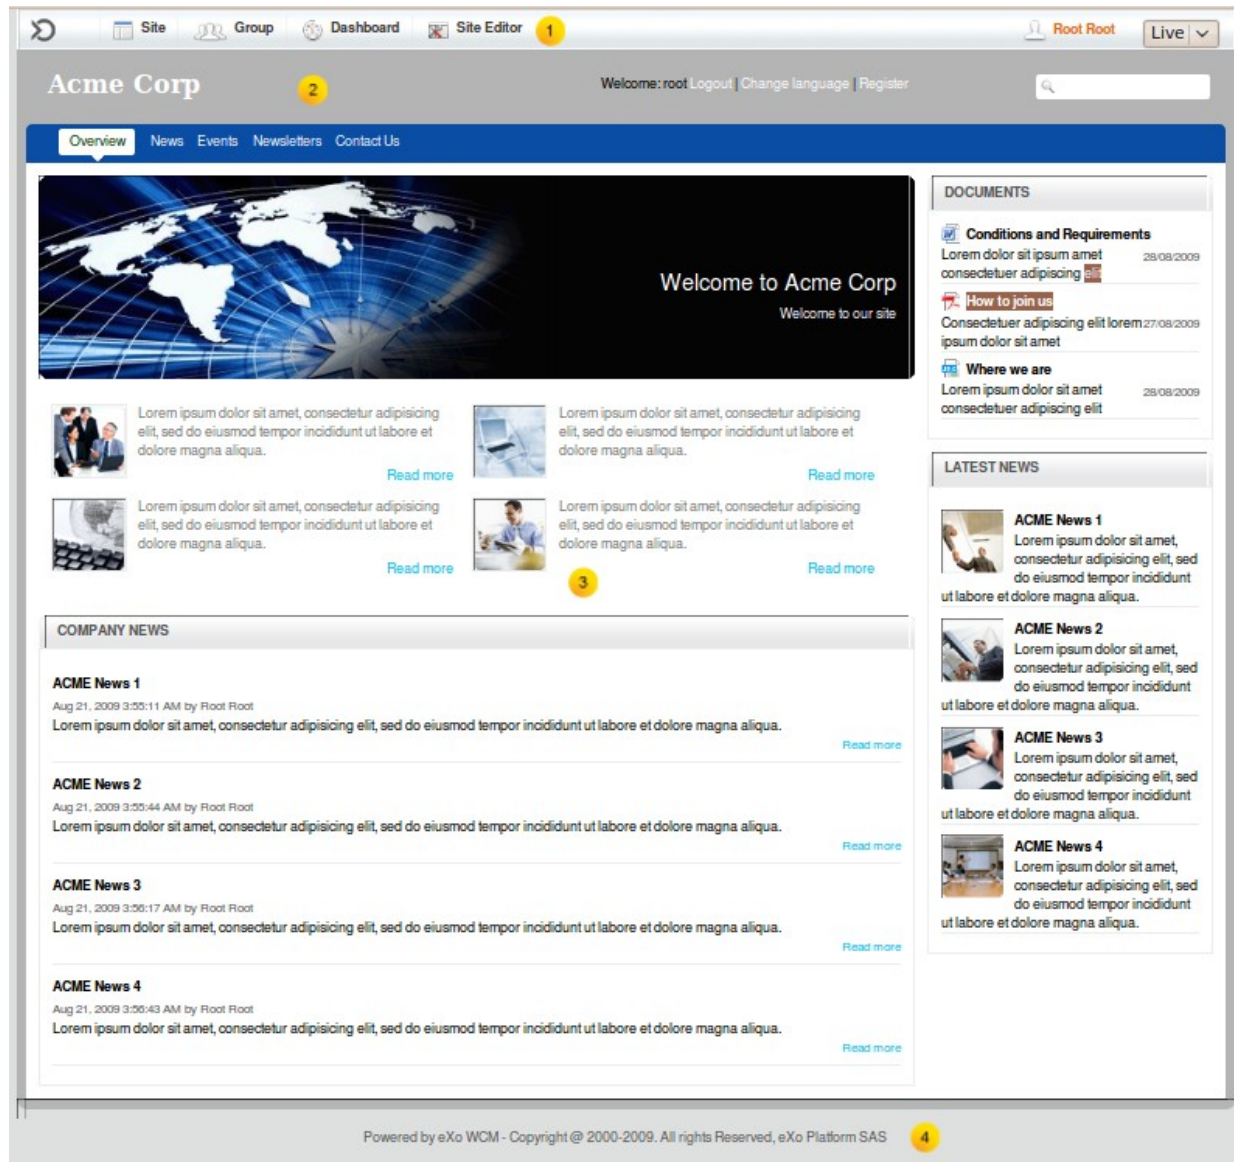 Site Group Dashboard Site Editor 1 Root Root Live
Acme Corp 2 Welcome: root Logout | Change language | Register
Overview News Events Newsletters Contact Us
Welcome to Acme Corp
Welcome to our site
Lorem ipsum dolor sit amet, consectetur adipisicing
elit, sed do eiusmod tempor incididunt ut labore et
dolore magna aliqua.
Read more
Lorem ipsum dolor sit amet, consectetur adipisicing
elit, sed do eiusmod tempor incididunt ut labore et
dolore magna aliqua.
Read more
Lorem ipsum dolor sit amet, consectetur adipisicing
elit, sed do eiusmod tempor incididunt ut labore et
dolore magna aliqua.
Read more
Lorem ipsum dolor sit amet, consectetur adipisicing
elit, sed do eiusmod tempor incididunt ut labore et
dolore magna aliqua.
Read more
3
COMPANY NEWS
ACME News 1
Aug 21, 2009 3:55:11 AM by Root Root
Lorem ipsum dolor sit amet, consectetur adipisicing elit, sed do eiusmod tempor incididunt ut labore et dolore magna aliqua.
Read more
ACME News 2
Aug 21, 2009 3:55:44 AM by Root Root
Lorem ipsum dolor sit amet, consectetur adipisicing elit, sed do eiusmod tempor incididunt ut labore et dolore magna aliqua.
Read more
ACME News 3
Aug 21, 2009 3:56:17 AM by Root Root
Lorem ipsum dolor sit amet, consectetur adipisicing elit, sed do eiusmod tempor incididunt ut labore et dolore magna aliqua.
Read more
ACME News 4
Aug 21, 2009 3:56:43 AM by Root Root
Lorem ipsum dolor sit amet, consectetur adipisicing elit, sed do eiusmod tempor incididunt ut labore et dolore magna aliqua.
Read more
DOCUMENTS
Conditions and Requirements
Lorem dolor sit ipsum amet 28/08/2009
consectetuer adipiscing elit
How to join us
Consectetuer adipiscing elit lorem 27/08/2009
ipsum dolor sit amet
Where we are
Lorem ipsum dolor sit amet 28/08/2009
consectetuer adipiscing elit
LATEST NEWS
ACME News 1
Lorem ipsum dolor sit amet,
consectetur adipisicing elit, sed
do eiusmod tempor incididunt
ut labore et dolore magna aliqua.
ACME News 2
Lorem ipsum dolor sit amet,
consectetur adipisicing elit, sed
do eiusmod tempor incididunt
ut labore et dolore magna aliqua.
ACME News 3
Lorem ipsum dolor sit amet,
consectetur adipisicing elit, sed
do eiusmod tempor incididunt
ut labore et dolore magna aliqua.
ACME News 4
Lorem ipsum dolor sit amet,
consectetur adipisicing elit, sed
do eiusmod tempor incididunt
ut labore et dolore magna aliqua.
Powered by eXo WCM - Copyright @ 2000-2009. All rights Reserved, eXo Platform SAS 4